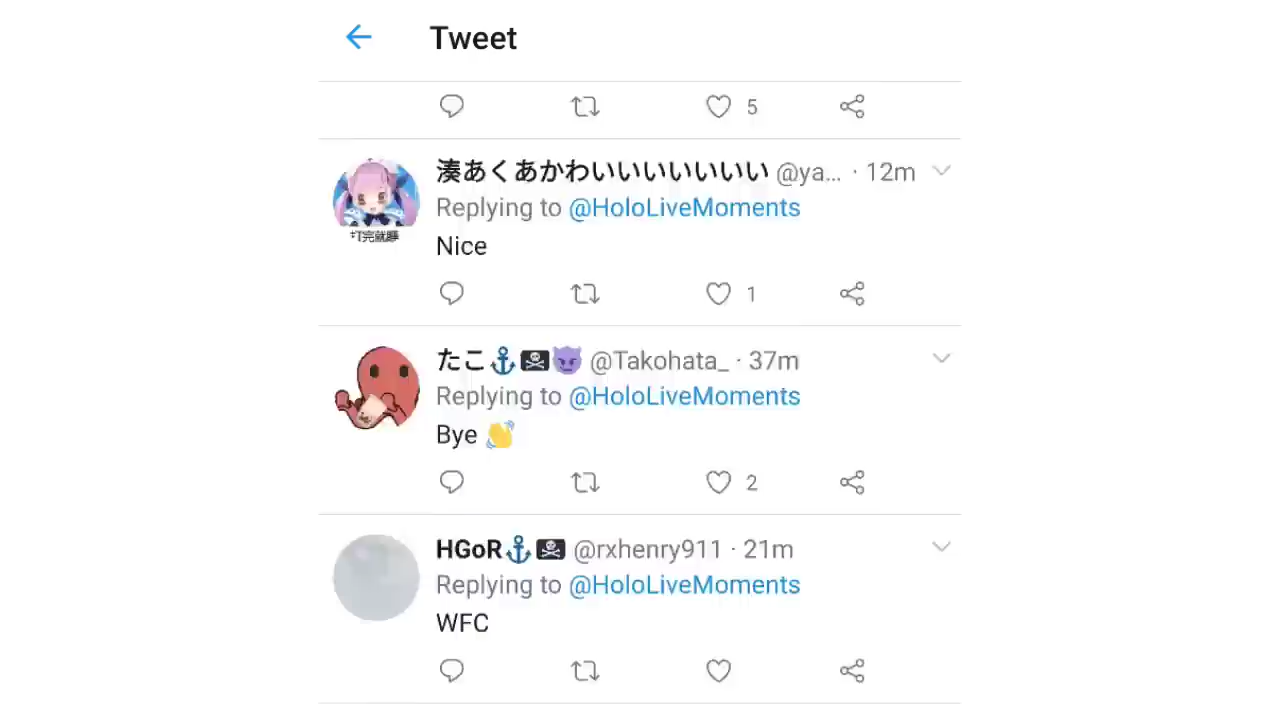 Tweet
5
湊あくあかわいいいいいいい @ya... · 12m
Replying to @HoloLiveMoments
Nice
1
たこ⚓🏴‍☠️😈 @Takohata_ · 37m
Replying to @HoloLiveMoments
Bye 👋
2
HGoR⚓🏴‍☠️ @rxhenry911 · 21m
Replying to @HoloLiveMoments
WFC